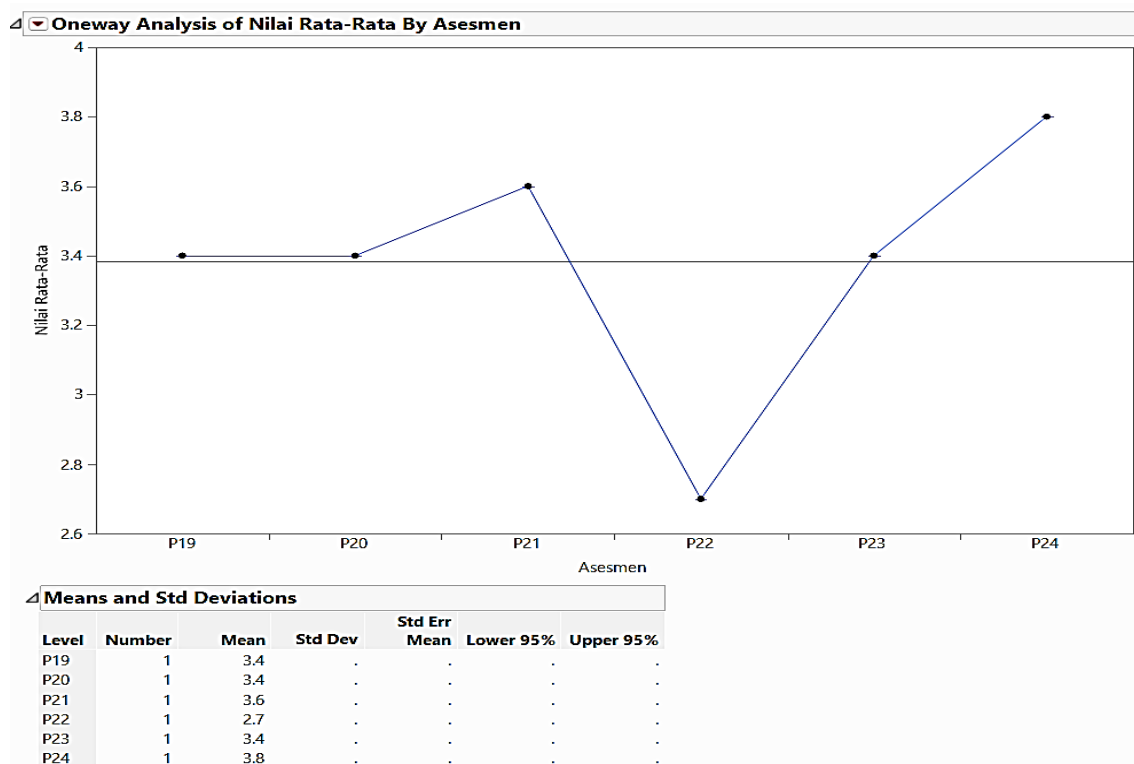 Oneway Analysis of Nilai Rata-Rata By Asesmen
4
3.8
3.6
3.4
3.2
3
2.8
2.6
Nilai Rata-Rata
P19 P20 P21 P22 P23 P24
Asesmen
Means and Std Deviations
Level Number Mean Std Dev Std Err Mean Lower 95% Upper 95%
P19 1 3.4 . . . .
P20 1 3.4 . . . .
P21 1 3.6 . . . .
P22 1 2.7 . . . .
P23 1 3.4 . . . .
P24 1 3.8 . . . .